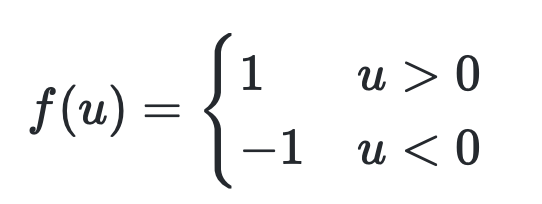 f(u) = { 1 u > 0
-1 u < 0